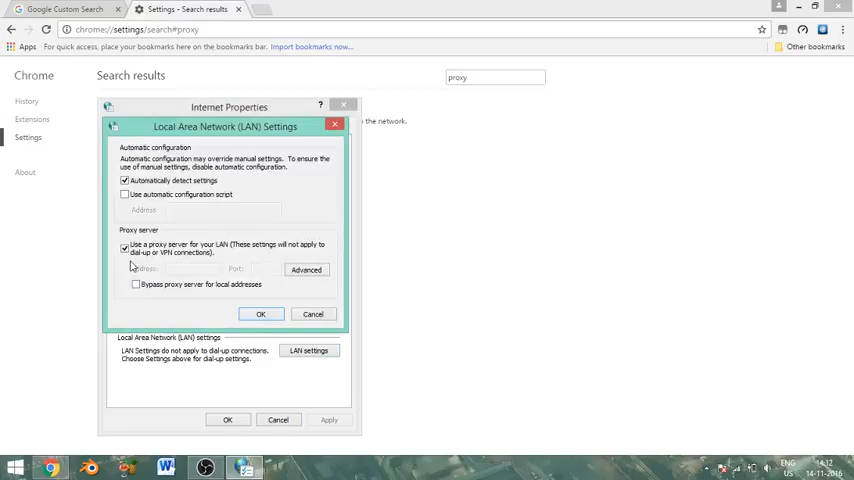 Google Custom Search
Settings - Search results
chrome://settings/search#proxy
Apps
For quick access, place your bookmarks here on the bookmarks bar. Import bookmarks now...
Other bookmarks
Chrome
Search results
proxy
History
Extensions
Settings
About
the network.
Internet Properties
?
Local Area Network (LAN) Settings
Automatic configuration
Automatic configuration may override manual settings. To ensure the
use of manual settings, disable automatic configuration.
Automatically detect settings
Use automatic configuration script
Address
Proxy server
Use a proxy server for your LAN (These settings will not apply to
dial-up or VPN connections).
Port:
Advanced
Bypass proxy server for local addresses
OK
Cancel
Local Area Network (LAN) settings
LAN Settings do not apply to dial-up connections.
Choose Settings above for dial-up settings.
LAN settings
OK
Cancel
Apply
ENG
US
14:12
14-11-2016